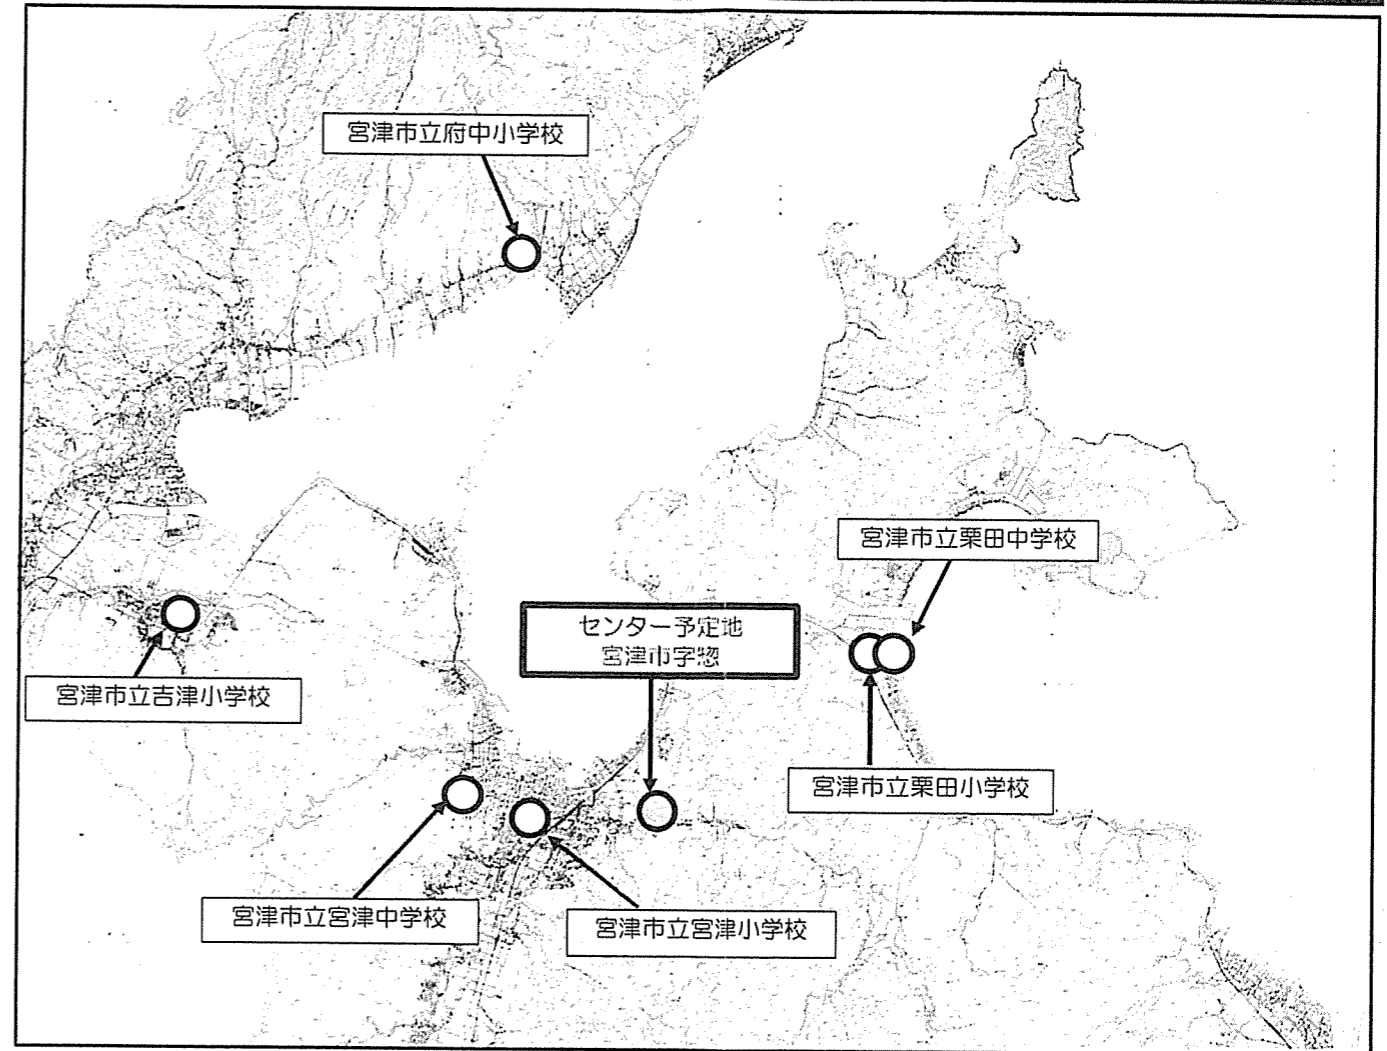 宮津市立府中小学校
宮津市立栗田中学校
センター予定地
宮津市字惣
宮津市立吉津小学校
宮津市立栗田小学校
宮津市立宮津中学校
宮津市立宮津小学校